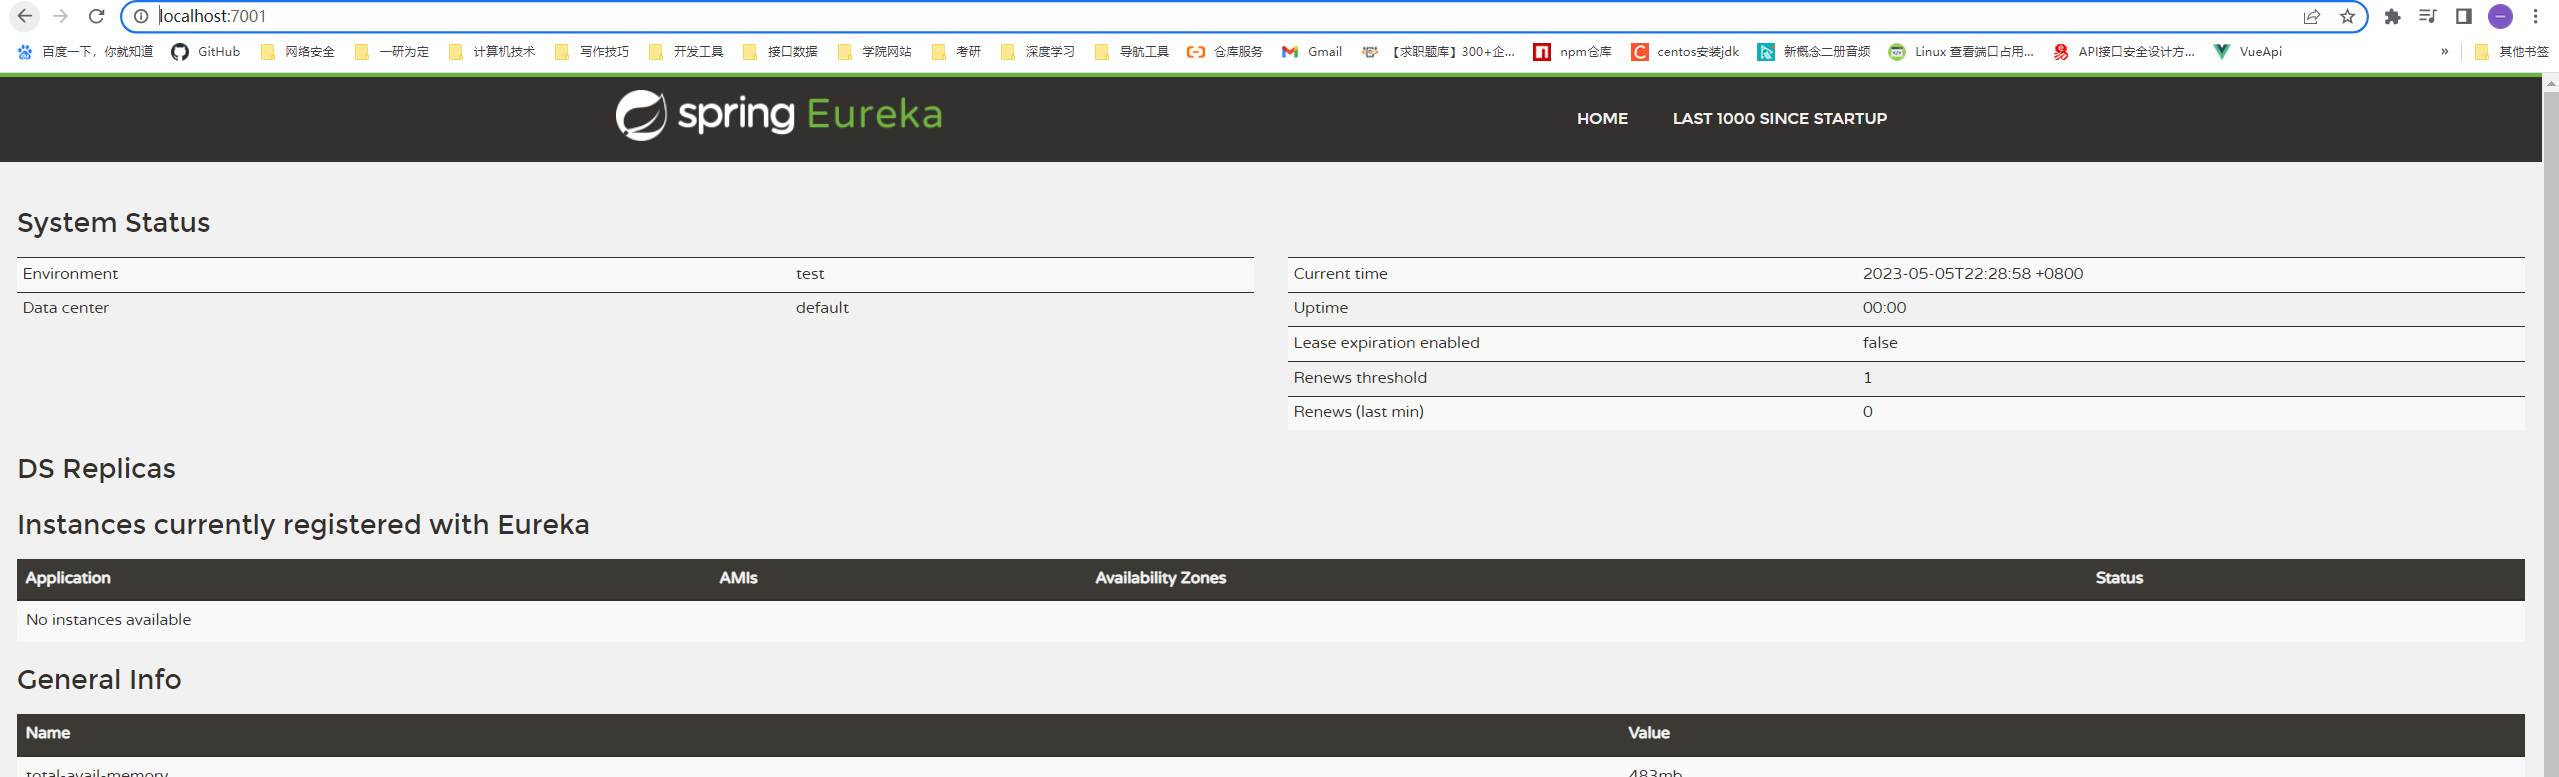 localhost:7001
百度一下，你就知道 GitHub 网络安全 一研为定 计算机技术 写作技巧 开发工具 接口数据 学院网站 考研 深度学习 导航工具 仓库服务 Gmail 【求职题库】300+企... npm仓库 centos安装jdk 新概念二册音频 Linux 查看端口占用... API接口安全设计方... VueApi » 其他书签
spring Eureka HOME LAST 1000 SINCE STARTUP
System Status
Environment test Current time 2023-05-05T22:28:58 +0800
Data center default Uptime 00:00
Lease expiration enabled false
Renews threshold 1
Renews (last min) 0
DS Replicas
Instances currently registered with Eureka
Application AMIs Availability Zones Status
No instances available
General Info
Name Value
total-avail-memory 483mb